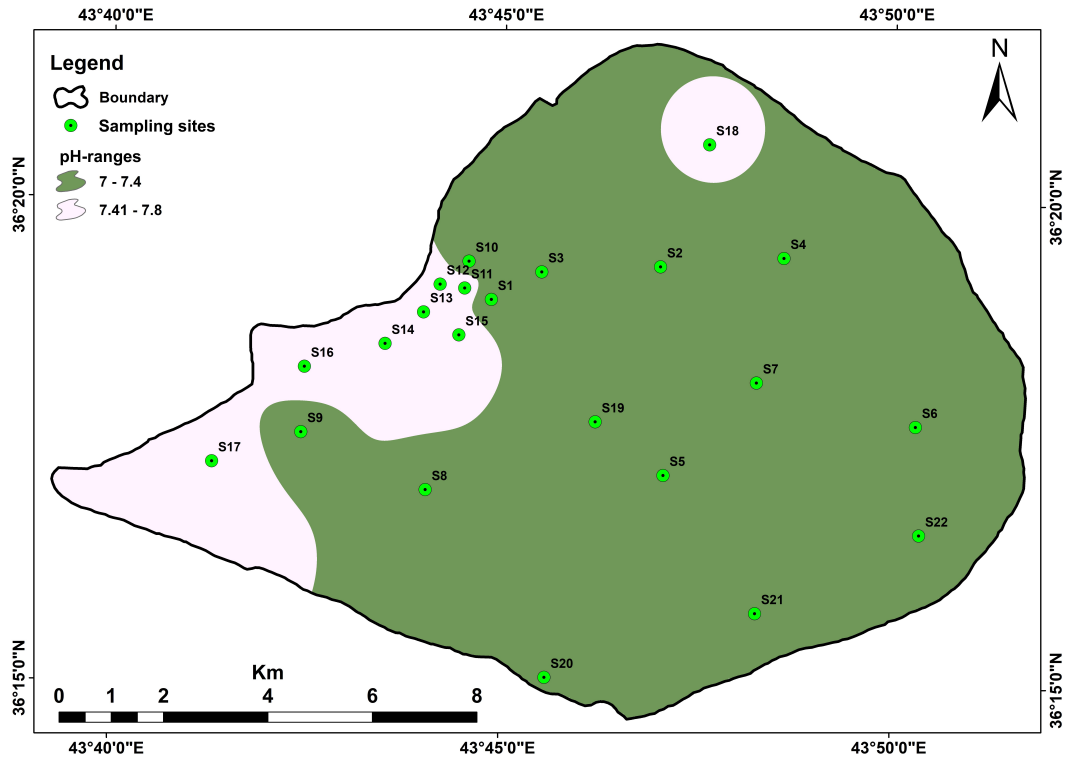 43°40'0"E 43°45'0"E 43°50'0"E
N
Legend
Boundary
Sampling sites
pH-ranges
7 - 7.4
7.41 - 7.8
36°20'0"N
36°20'0"N
S18
S10
S12
S11
S3
S2
S4
S1
S13
S15
S14
S16
S7
S9
S19
S6
S17
S8
S5
S22
S21
S20
36°15'0"N
36°15'0"N
Km
0 1 2 4 6 8
43°40'0"E 43°45'0"E 43°50'0"E